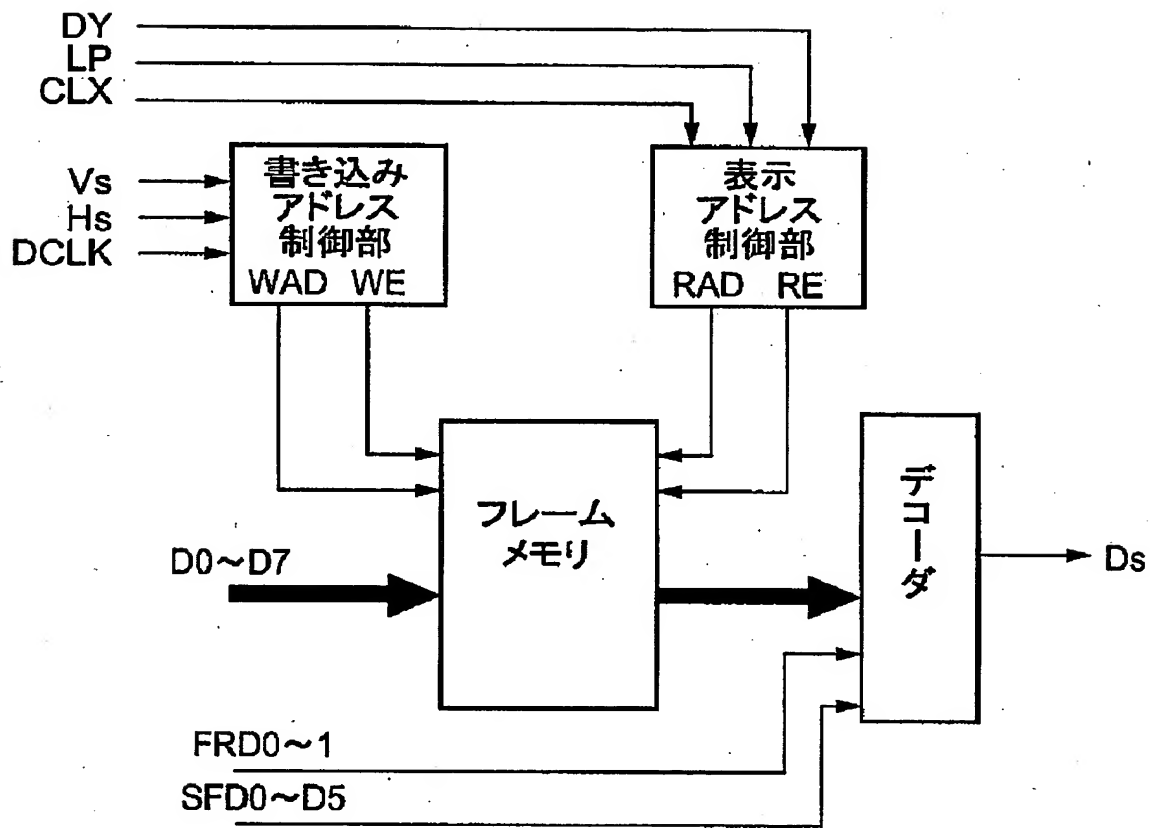 DY
LP
CLX
Vs
Hs
DCLK
書き込み
アドレス
制御部
WAD WE
表示
アドレス
制御部
RAD RE
フレーム
メモリ
デコーダ
D0~D7
Ds
FRD0~1
SFD0~D5